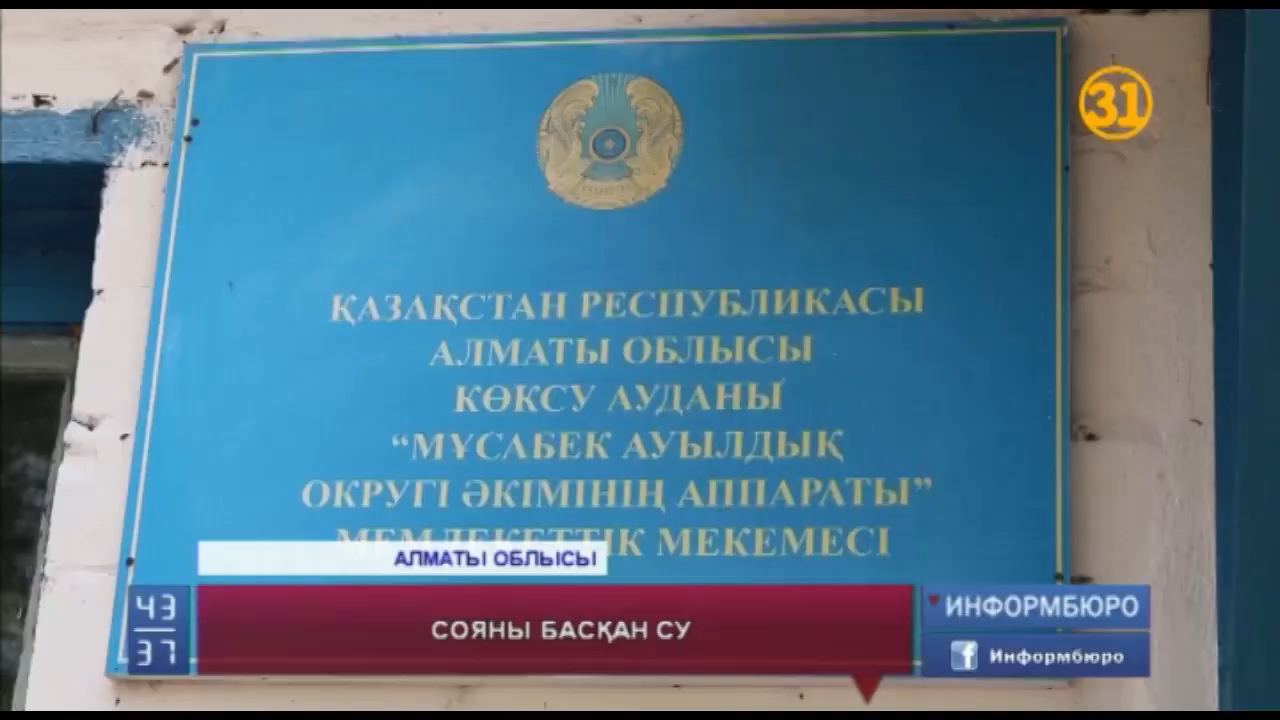 31
ҚАЗАҚСТАН РЕСПУБЛИКАСЫ
АЛМАТЫ ОБЛЫСЫ
КӨКСУ АУДАНЫ
“МҰСАБЕК АУЫЛДЫҚ
ОКРУГІ ӘКІМІНІҢ АППАРАТЫ”
МЕМЛЕКЕТТІК МЕКЕМЕСІ
АЛМАТЫ ОБЛЫСЫ
43
37
СОЯНЫ БАСҚАН СУ
ИНФОРМБЮРО
f Информбюро